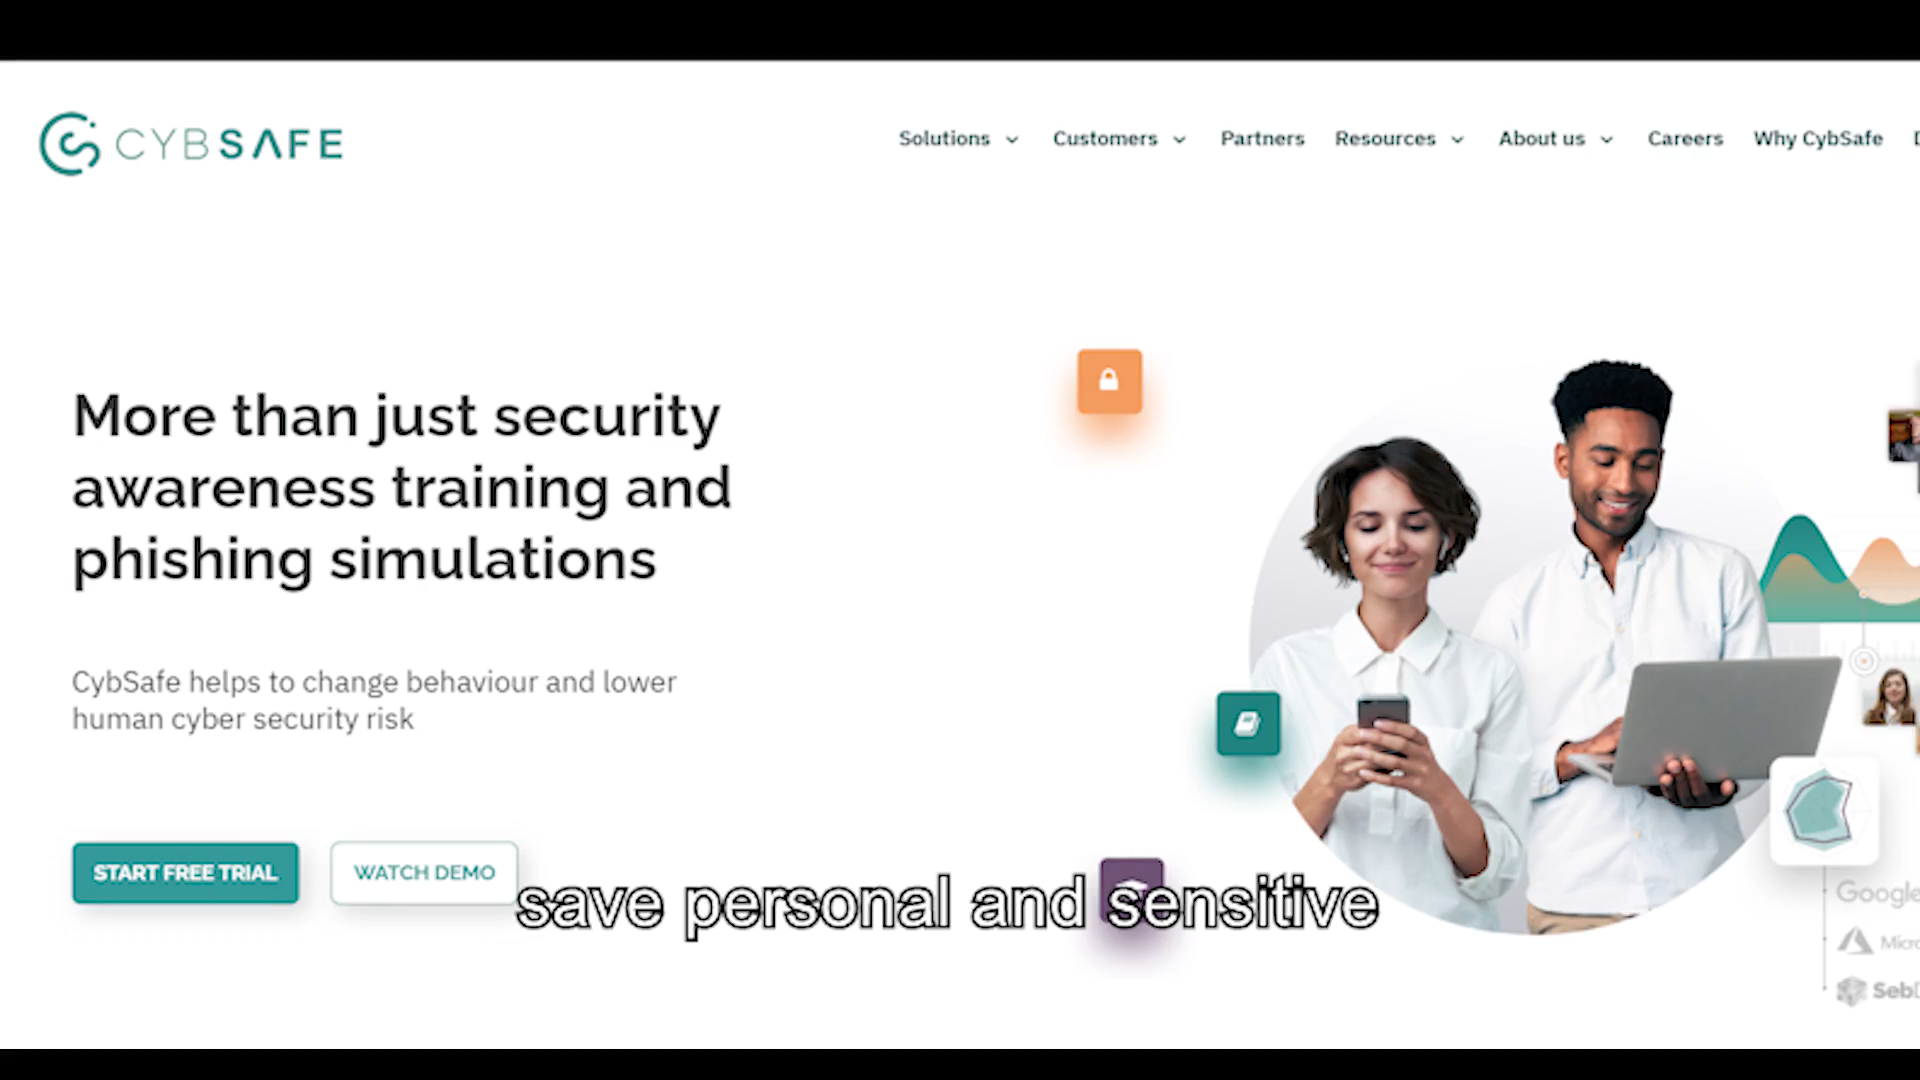 CYBSAFE
Solutions Customers Partners Resources About us Careers Why CybSafe
More than just security
awareness training and
phishing simulations
CybSafe helps to change behaviour and lower
human cyber security risk
START FREE TRIAL WATCH DEMO
save personal and sensitive
Google